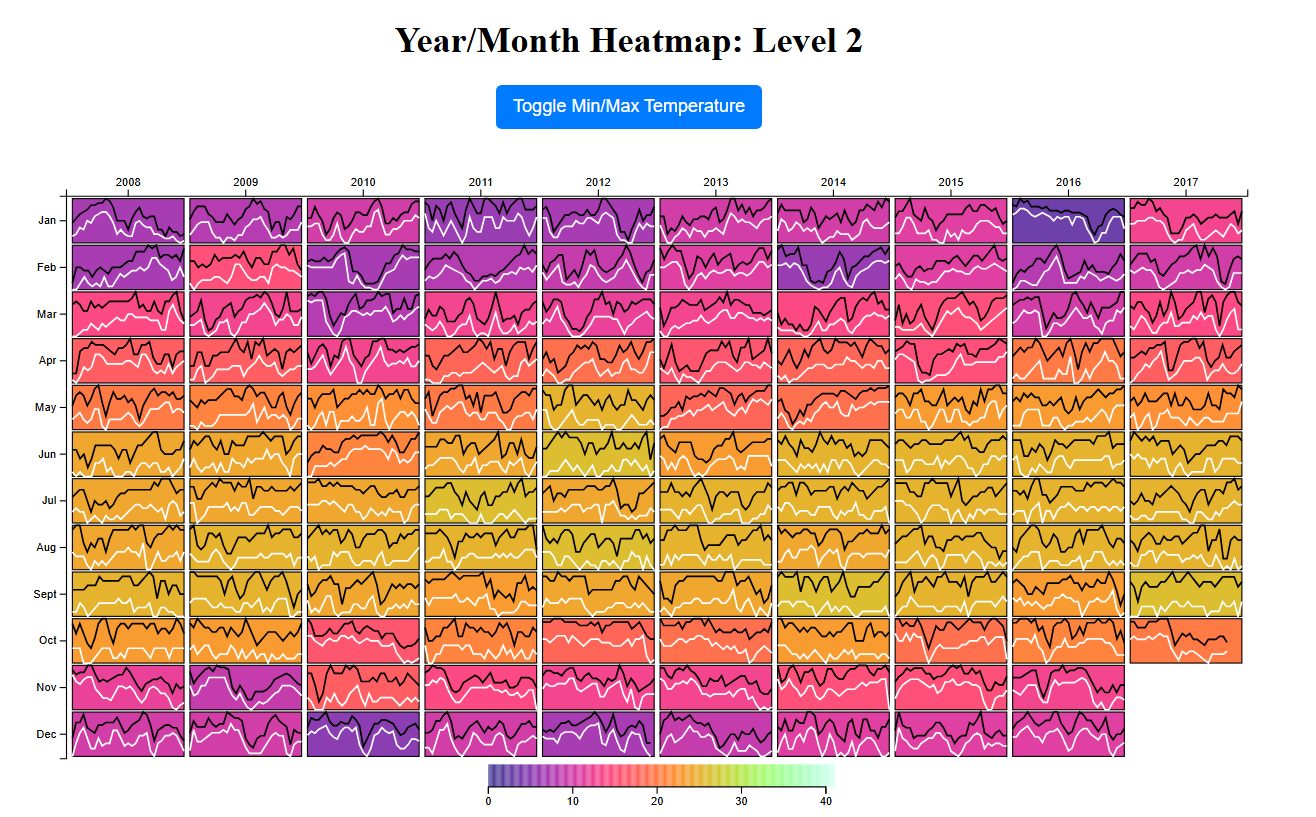 Year/Month Heatmap: Level 2
Toggle Min/Max Temperature
2008 2009 2010 2011 2012 2013 2014 2015 2016 2017
Jan
Feb
Mar
Apr
May
Jun
Jul
Aug
Sept
Oct
Nov
Dec
0 10 20 30 40